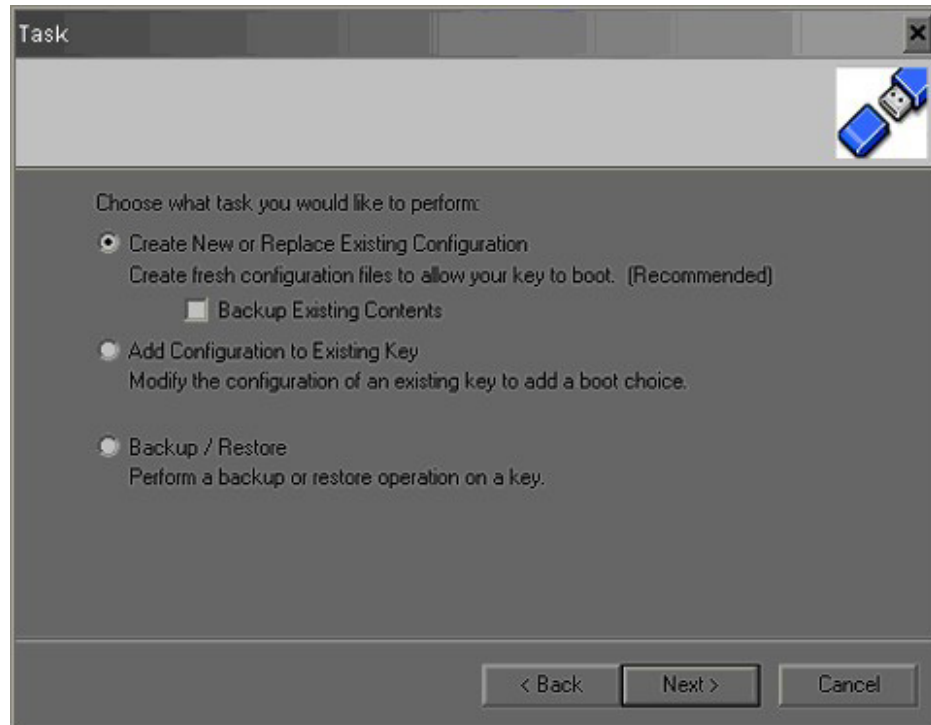 Task
Choose what task you would like to perform:
Create New or Replace Existing Configuration
Create fresh configuration files to allow your key to boot. (Recommended)
Backup Existing Contents
Add Configuration to Existing Key
Modify the configuration of an existing key to add a boot choice.
Backup / Restore
Perform a backup or restore operation on a key.
< Back Next > Cancel